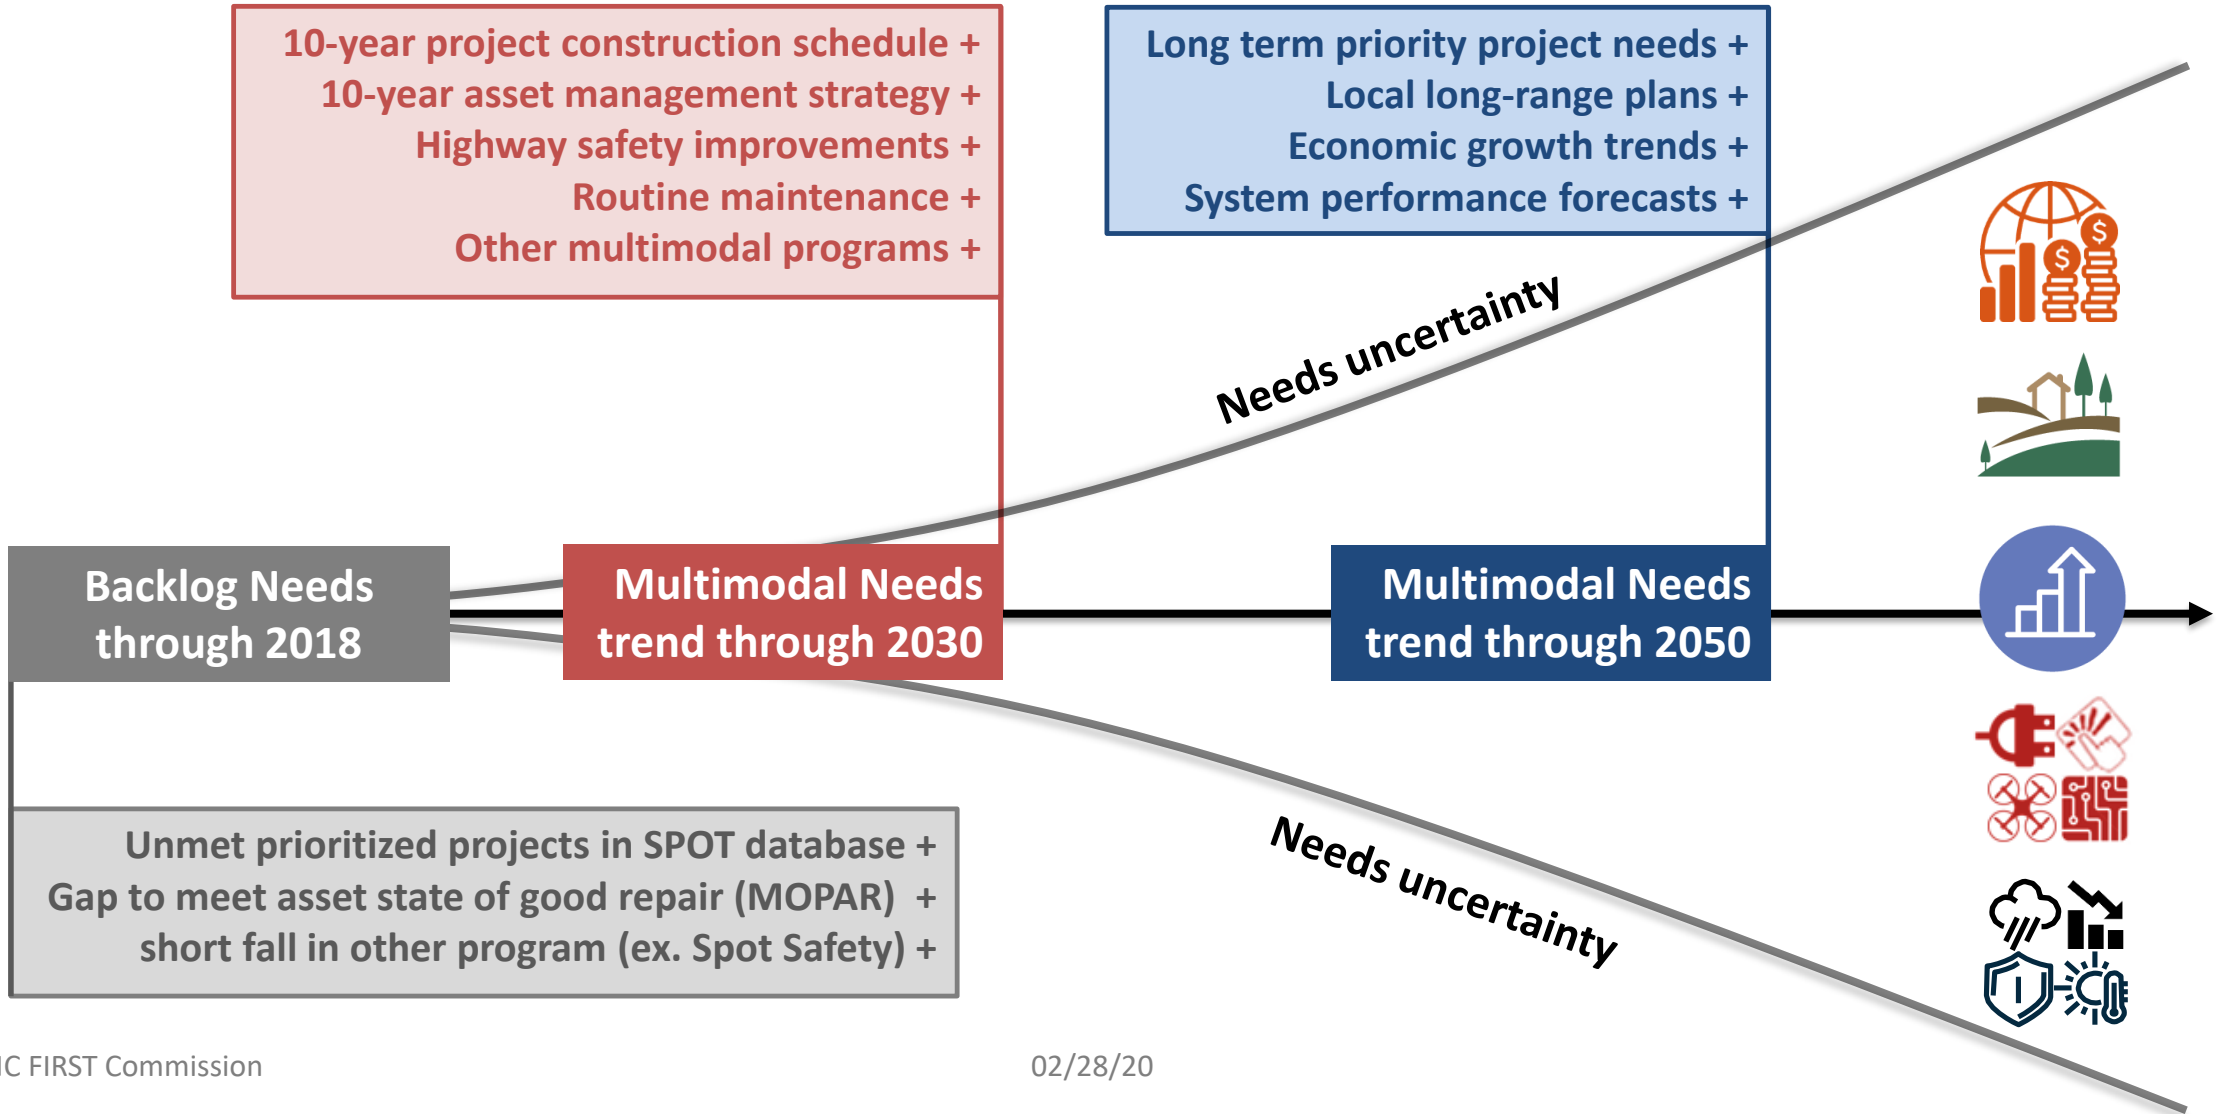 10-year project construction schedule +
10-year asset management strategy +
Highway safety improvements +
Routine maintenance +
Other multimodal programs +
Long term priority project needs +
Local long-range plans +
Economic growth trends +
System performance forecasts +
$
$
Needs uncertainty
Backlog Needs
through 2018
Multimodal Needs
trend through 2030
Multimodal Needs
trend through 2050
Unmet prioritized projects in SPOT database +
Gap to meet asset state of good repair (MOPAR) +
short fall in other program (ex. Spot Safety) +
Needs uncertainty
FIRST Commission
02/28/20